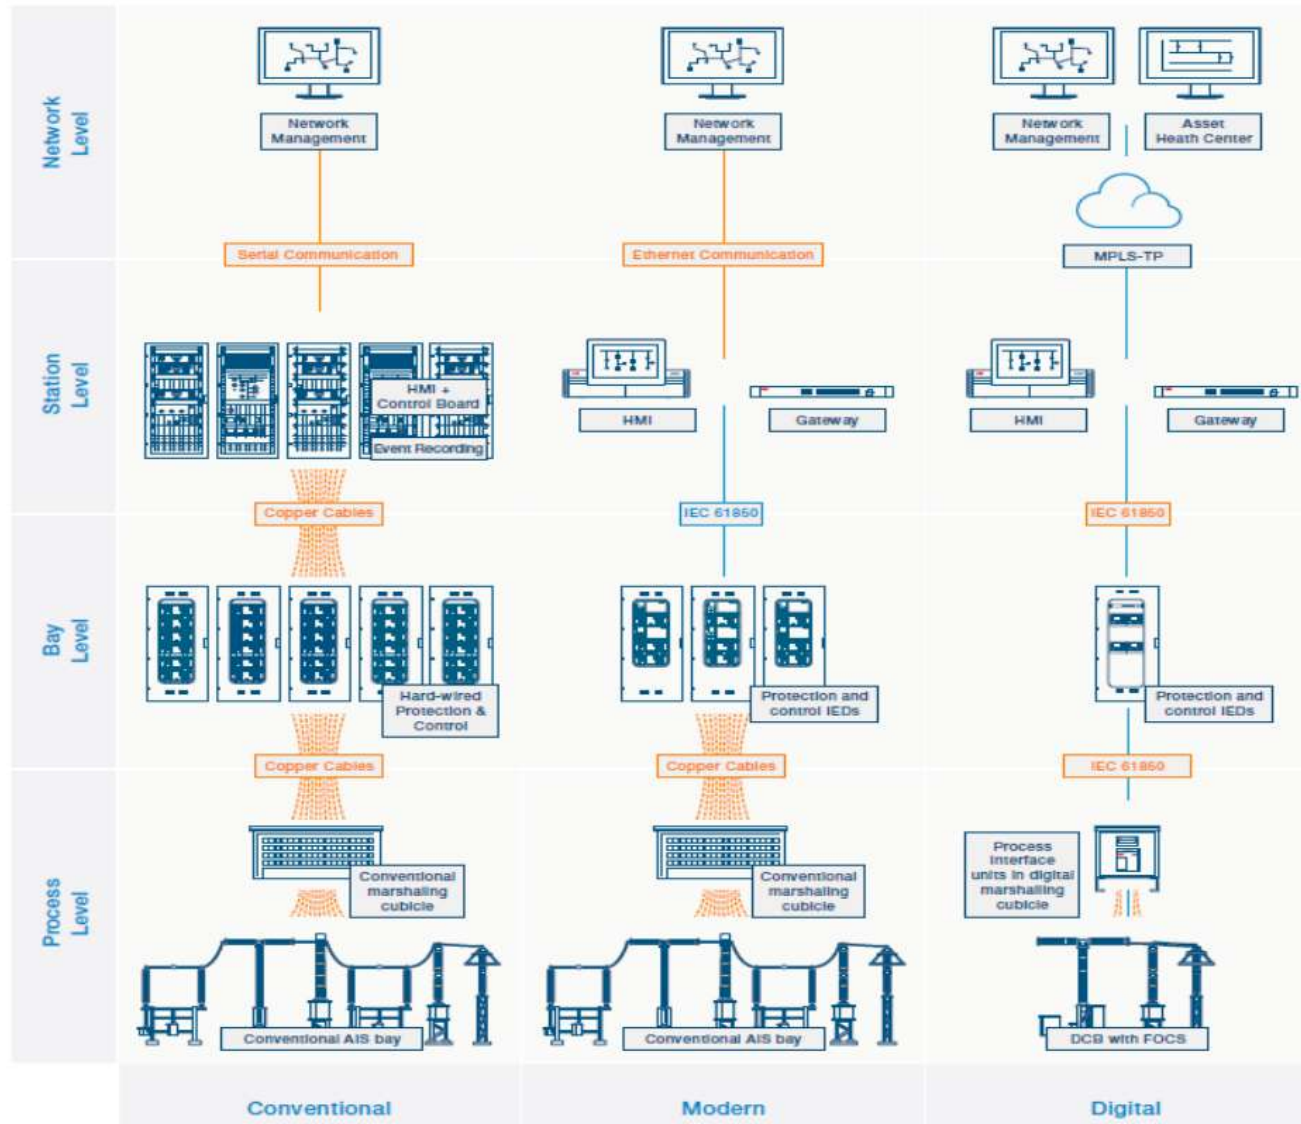 Network
Level
Network
Management
Network
Management
Network
Management
Asset
Heath Center
Serial Communication
Ethernet Communication
MPLS-TP
Station
Level
HMI +
Control Board
Event Recording
HMI
Gateway
HMI
Gateway
Copper Cables
IEC 61850
IEC 61850
Bay
Level
Hard-wired
Protection &
Control
Protection and
control IEDs
Protection and
control IEDs
Copper Cables
Copper Cables
IEC 61850
Process
Level
Conventional
marshaling
cubicle
Conventional
marshaling
cubicle
Process
Interface
units in digital
marshalling
cubicle
Conventional AIS bay
Conventional AIS bay
DCB with FOCS
Conventional
Modern
Digital